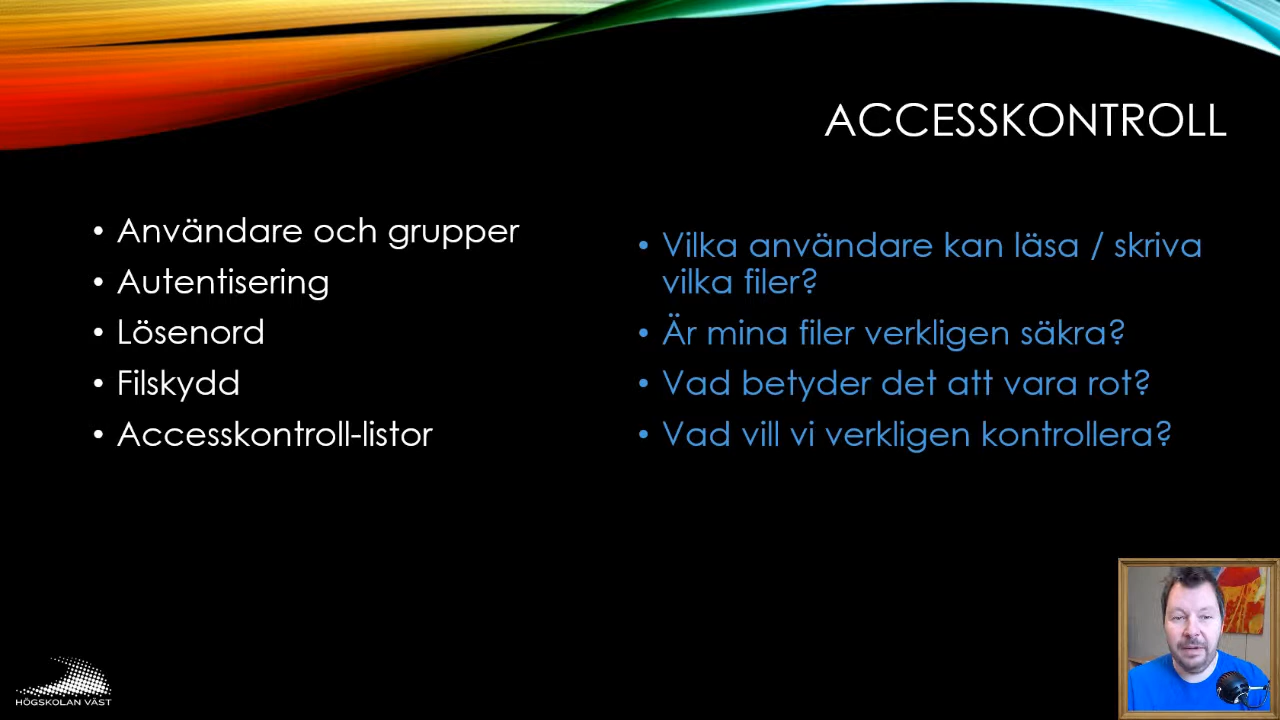 ACCESSKONTROLL
• Användare och grupper
• Autentisering
• Lösenord
• Filskydd
• Accesskontroll-listor
• Vilka användare kan läsa / skriva
vilka filer?
• Är mina filer verkligen säkra?
• Vad betyder det att vara rot?
• Vad vill vi verkligen kontrollera?
HÖGSKOLAN VÄST